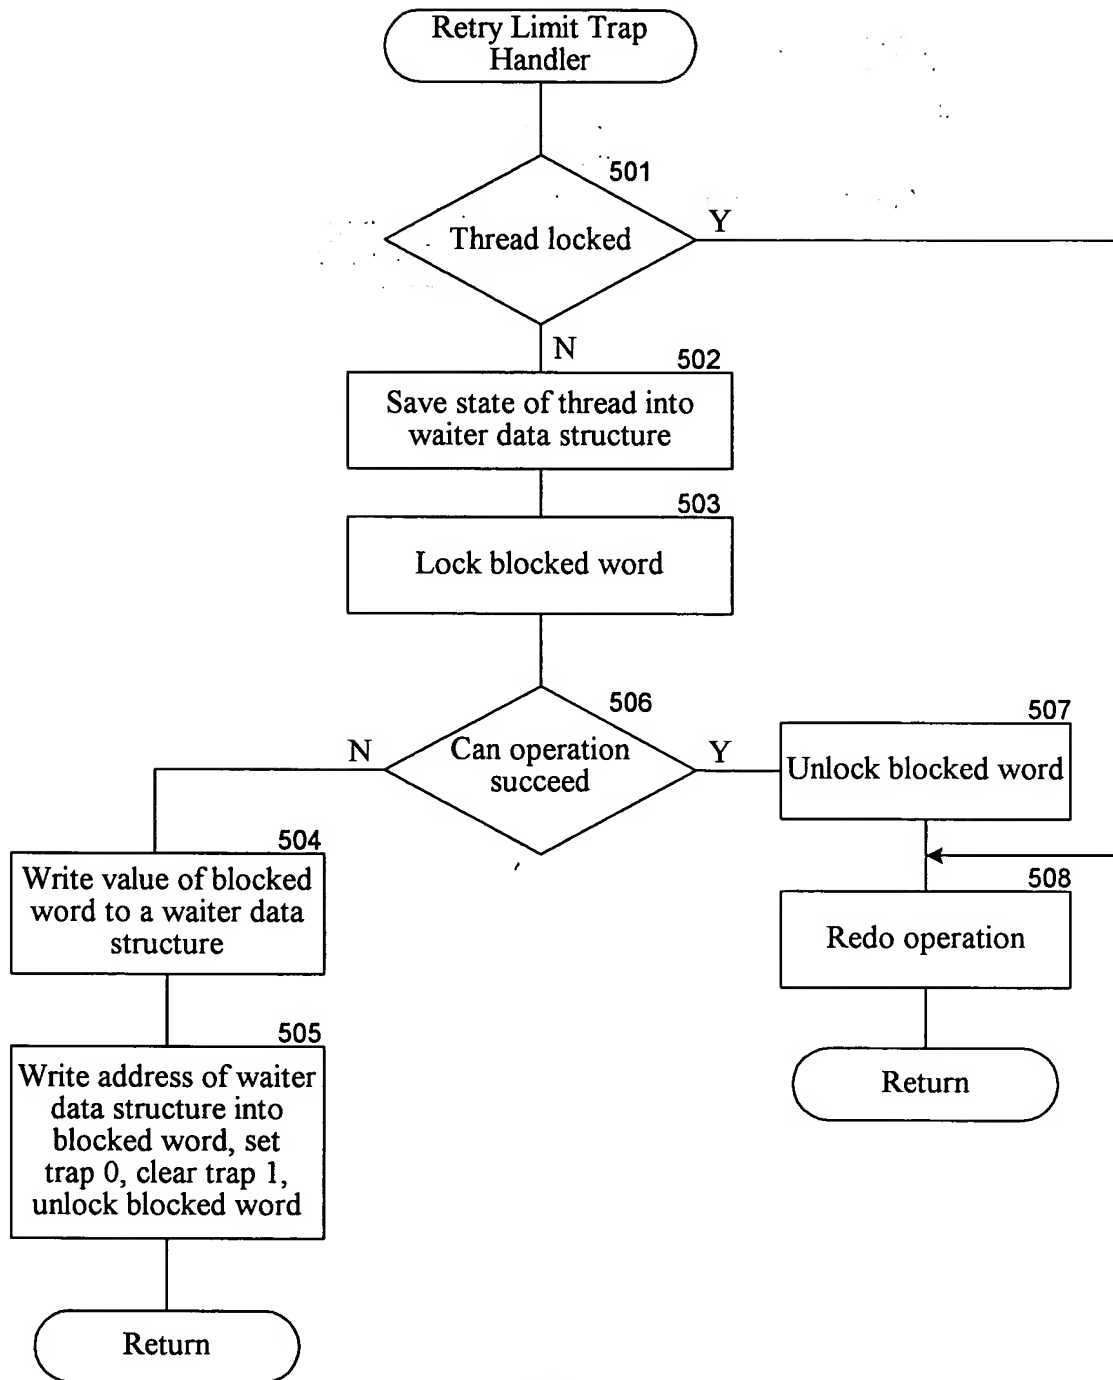 Retry Limit Trap
Handler
501
Thread locked
Y
N
502
Save state of thread into
waiter data structure
503
Lock blocked word
506
Can operation
succeed
N
Y
507
Unlock blocked word
504
Write value of blocked
word to a waiter data
structure
508
Redo operation
505
Write address of waiter
data structure into
blocked word, set
trap 0, clear trap 1,
unlock blocked word
Return
Return